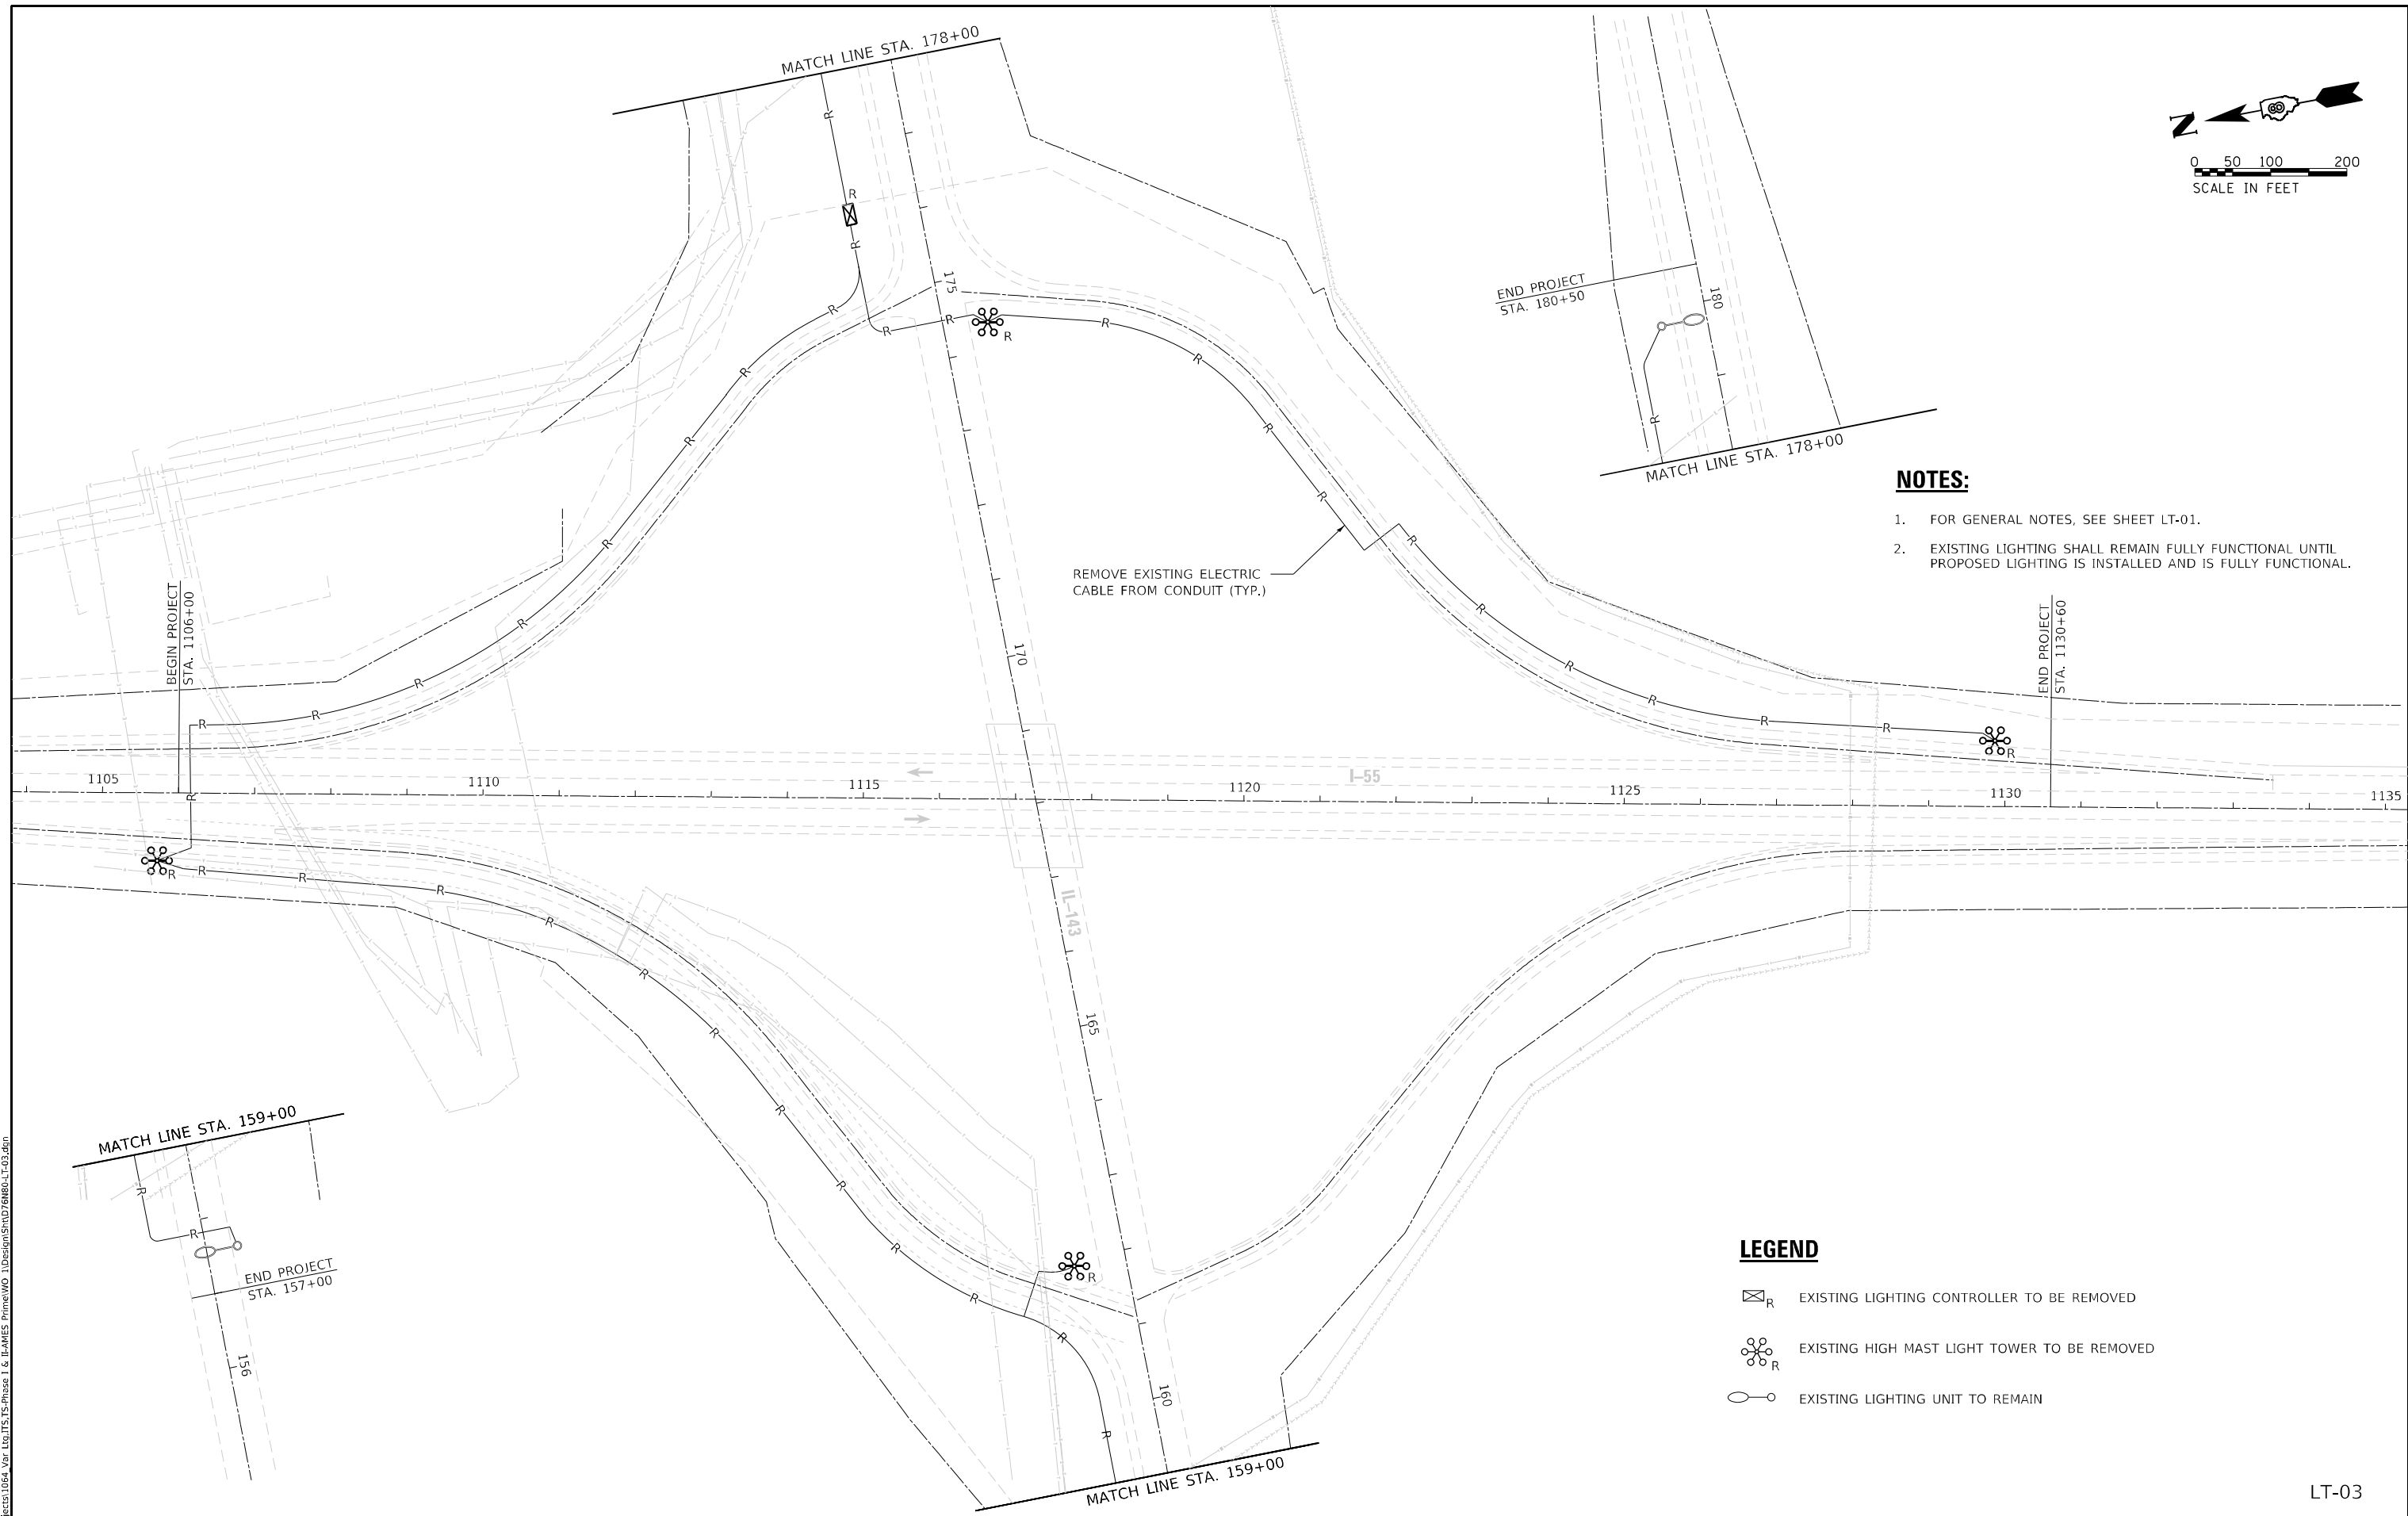 MATCH LINE STA. 178+00
N
0 50 100 200
SCALE IN FEET
R
R
R
175
R
R
R
R
R
R
R
R
R
R
R
R
END PROJECT
STA. 180+50
180
R
MATCH LINE STA. 178+00
NOTES:
1. FOR GENERAL NOTES, SEE SHEET LT-01.
2. EXISTING LIGHTING SHALL REMAIN FULLY FUNCTIONAL UNTIL
PROPOSED LIGHTING IS INSTALLED AND IS FULLY FUNCTIONAL.
REMOVE EXISTING ELECTRIC
CABLE FROM CONDUIT (TYP.)
BEGIN PROJECT
STA. 1106+00
END PROJECT
STA. 1130+60
R
R
R
R
R
R
R
R
R
R
R
170
1105 1110 1115 1120 1125 1130 1135
I-55
R
R
R
R
R
R
R
IL-143
165
R
R
R
R
R
R
R
R
160
R
MATCH LINE STA. 159+00
MATCH LINE STA. 159+00
R
R
END PROJECT
STA. 157+00
156
LEGEND
R EXISTING LIGHTING CONTROLLER TO BE REMOVED
R EXISTING HIGH MAST LIGHT TOWER TO BE REMOVED
EXISTING LIGHTING UNIT TO REMAIN
LT-03